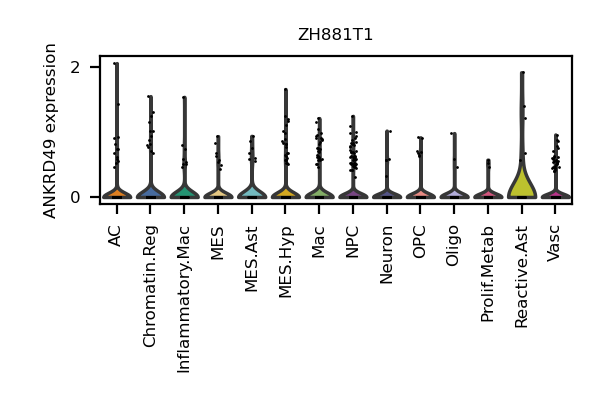 ZH881T1
ANKRD49 expression
2
0
AC
Chromatin.Reg
Inflammatory.Mac
MES
MES.Ast
MES.Hyp
Mac
NPC
Neuron
OPC
Oligo
Prolif.Metab
Reactive.Ast
Vasc